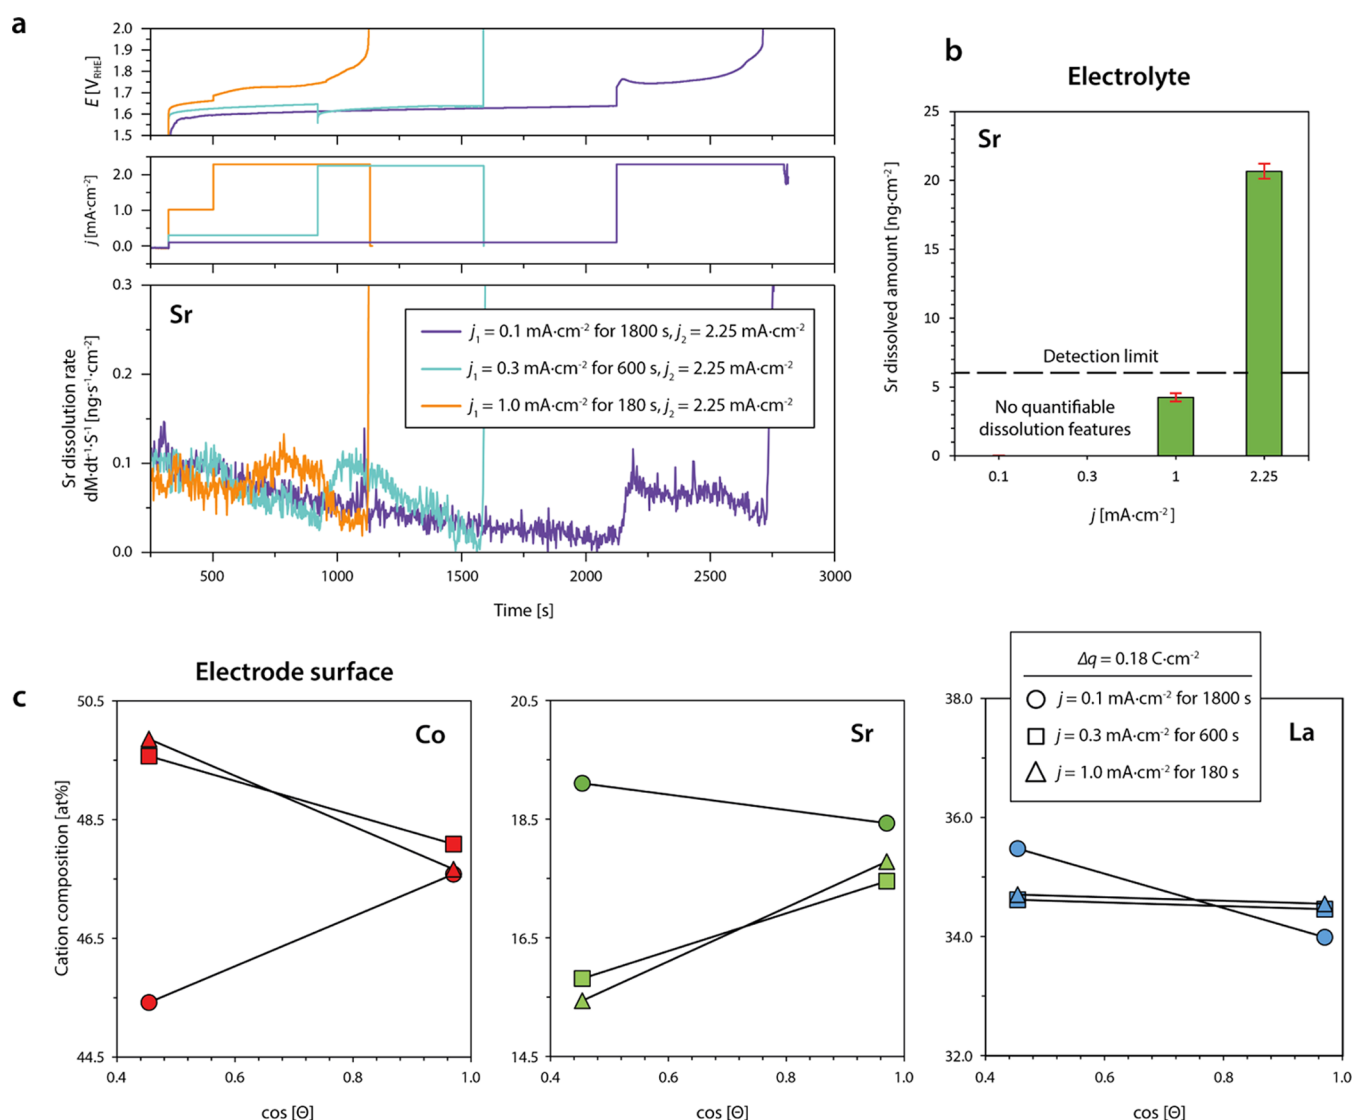 a
2.0
1.9
1.8
1.7
1.6
1.5
E [V_RHE]
2.0
1.0
0.0
j [mA·cm⁻²]
0.3
0.2
0.1
0.0
Sr dissolution rate
dM·dt⁻¹·S⁻¹ [ng·s⁻¹·cm⁻²]
Sr
j₁ = 0.1 mA·cm⁻² for 1800 s, j₂ = 2.25 mA·cm⁻²
j₁ = 0.3 mA·cm⁻² for 600 s, j₂ = 2.25 mA·cm⁻²
j₁ = 1.0 mA·cm⁻² for 180 s, j₂ = 2.25 mA·cm⁻²
500 1000 1500 2000 2500 3000
Time [s]
b
Electrolyte
25
20
15
10
5
0
Sr dissolved amount [ng·cm⁻²]
Sr
Detection limit
No quantifiable
dissolution features
0.1 0.3 1 2.25
j [mA·cm⁻²]
c
Electrode surface
50.5
48.5
46.5
44.5
Cation composition [at%]
Co
0.4 0.6 0.8 1.0
cos [Θ]
20.5
18.5
16.5
14.5
Sr
0.4 0.6 0.8 1.0
cos [Θ]
Δq = 0.18 C·cm⁻²
j = 0.1 mA·cm⁻² for 1800 s
j = 0.3 mA·cm⁻² for 600 s
j = 1.0 mA·cm⁻² for 180 s
38.0
36.0
34.0
32.0
La
0.4 0.6 0.8 1.0
cos [Θ]